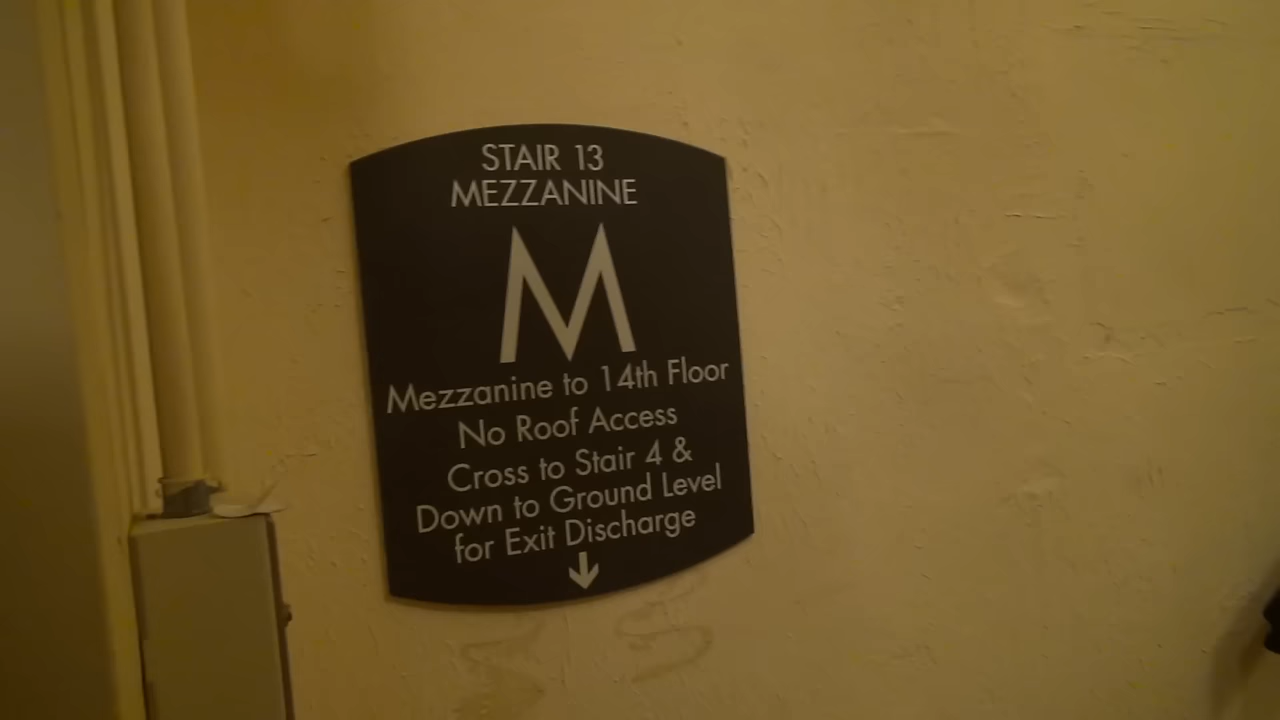 STAIR 13
MEZZANINE
M
Mezzanine to 14th Floor
No Roof Access
Cross to Stair 4 &
Down to Ground Level
for Exit Discharge